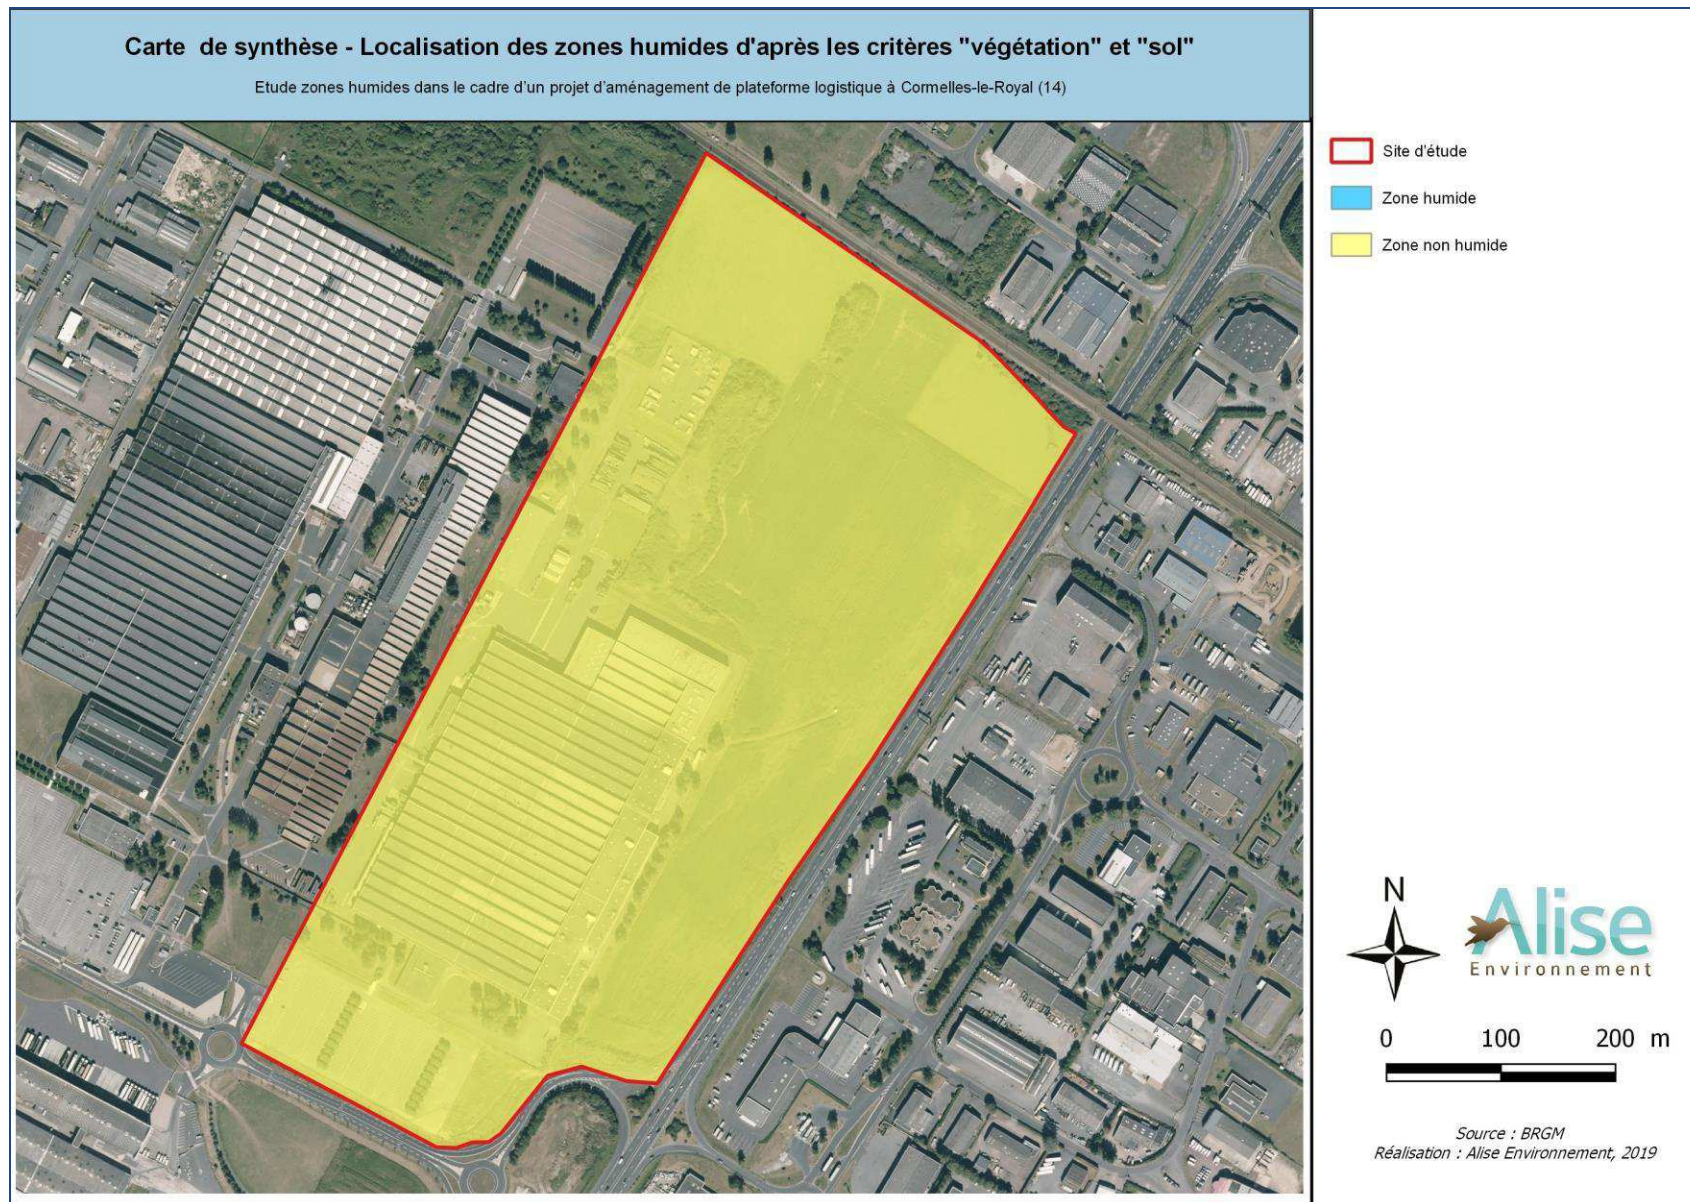 Carte de synthèse - Localisation des zones humides d'après les critères "végétation" et "sol"
Etude zones humides dans le cadre d'un projet d'aménagement de plateforme logistique à Cormelles-le-Royal (14)
Site d'étude
Zone humide
Zone non humide
N
Alise
Environnement
0 100 200 m
Source : BRGM
Réalisation : Alise Environnement, 2019